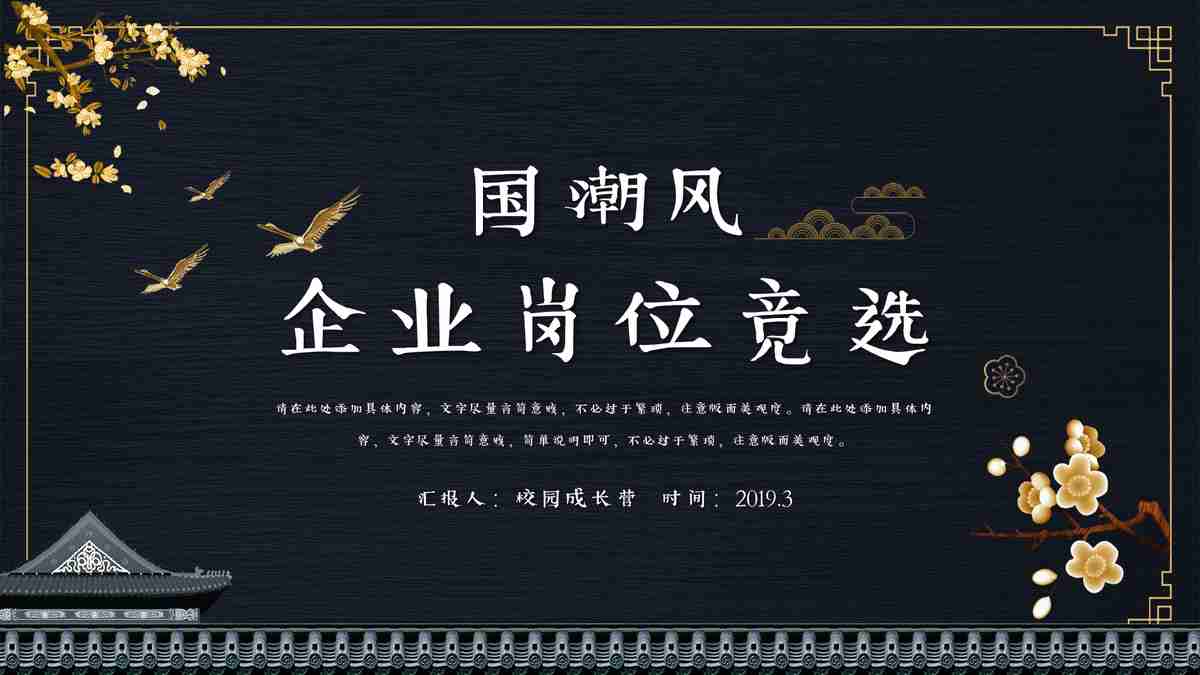 国潮风
企业岗位竞选
请在此处添加具体内容，文字尽量言简意赅，不必过于繁琐，注意版面美观度。请在此处添加具体内
容，文字尽量言简意赅，简单说明即可，不必过于繁琐，注意版面美观度。
汇报人：校园成长营 时间：2019.3